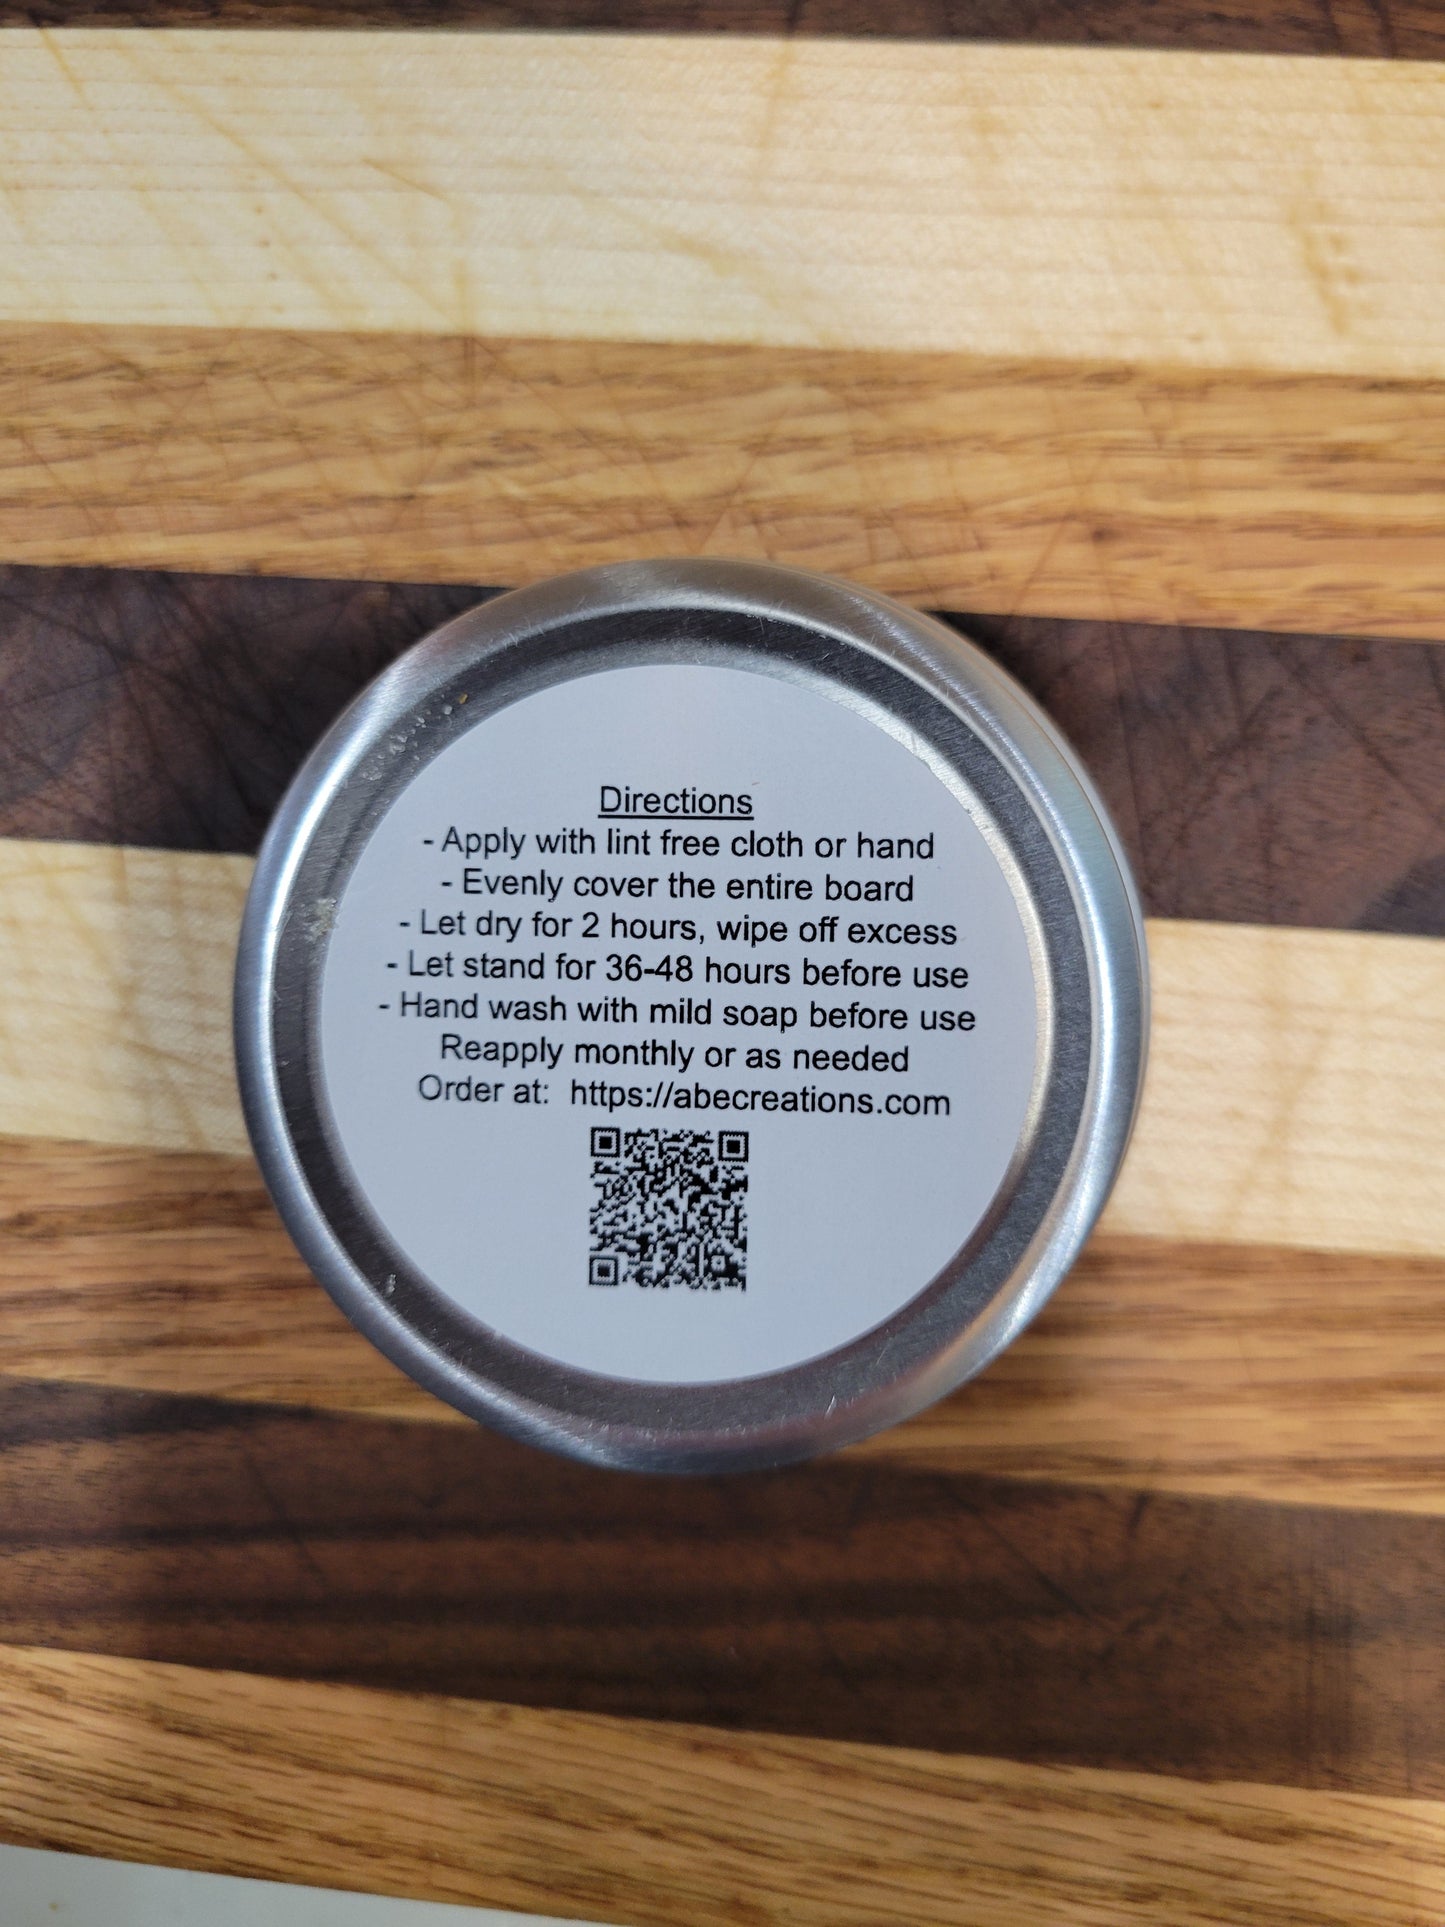 Directions
- Apply with lint free cloth or hand
- Evenly cover the entire board
- Let dry for 2 hours, wipe off excess
- Let stand for 36-48 hours before use
- Hand wash with mild soap before use
Reapply monthly or as needed
Order at: https://abecreations.com